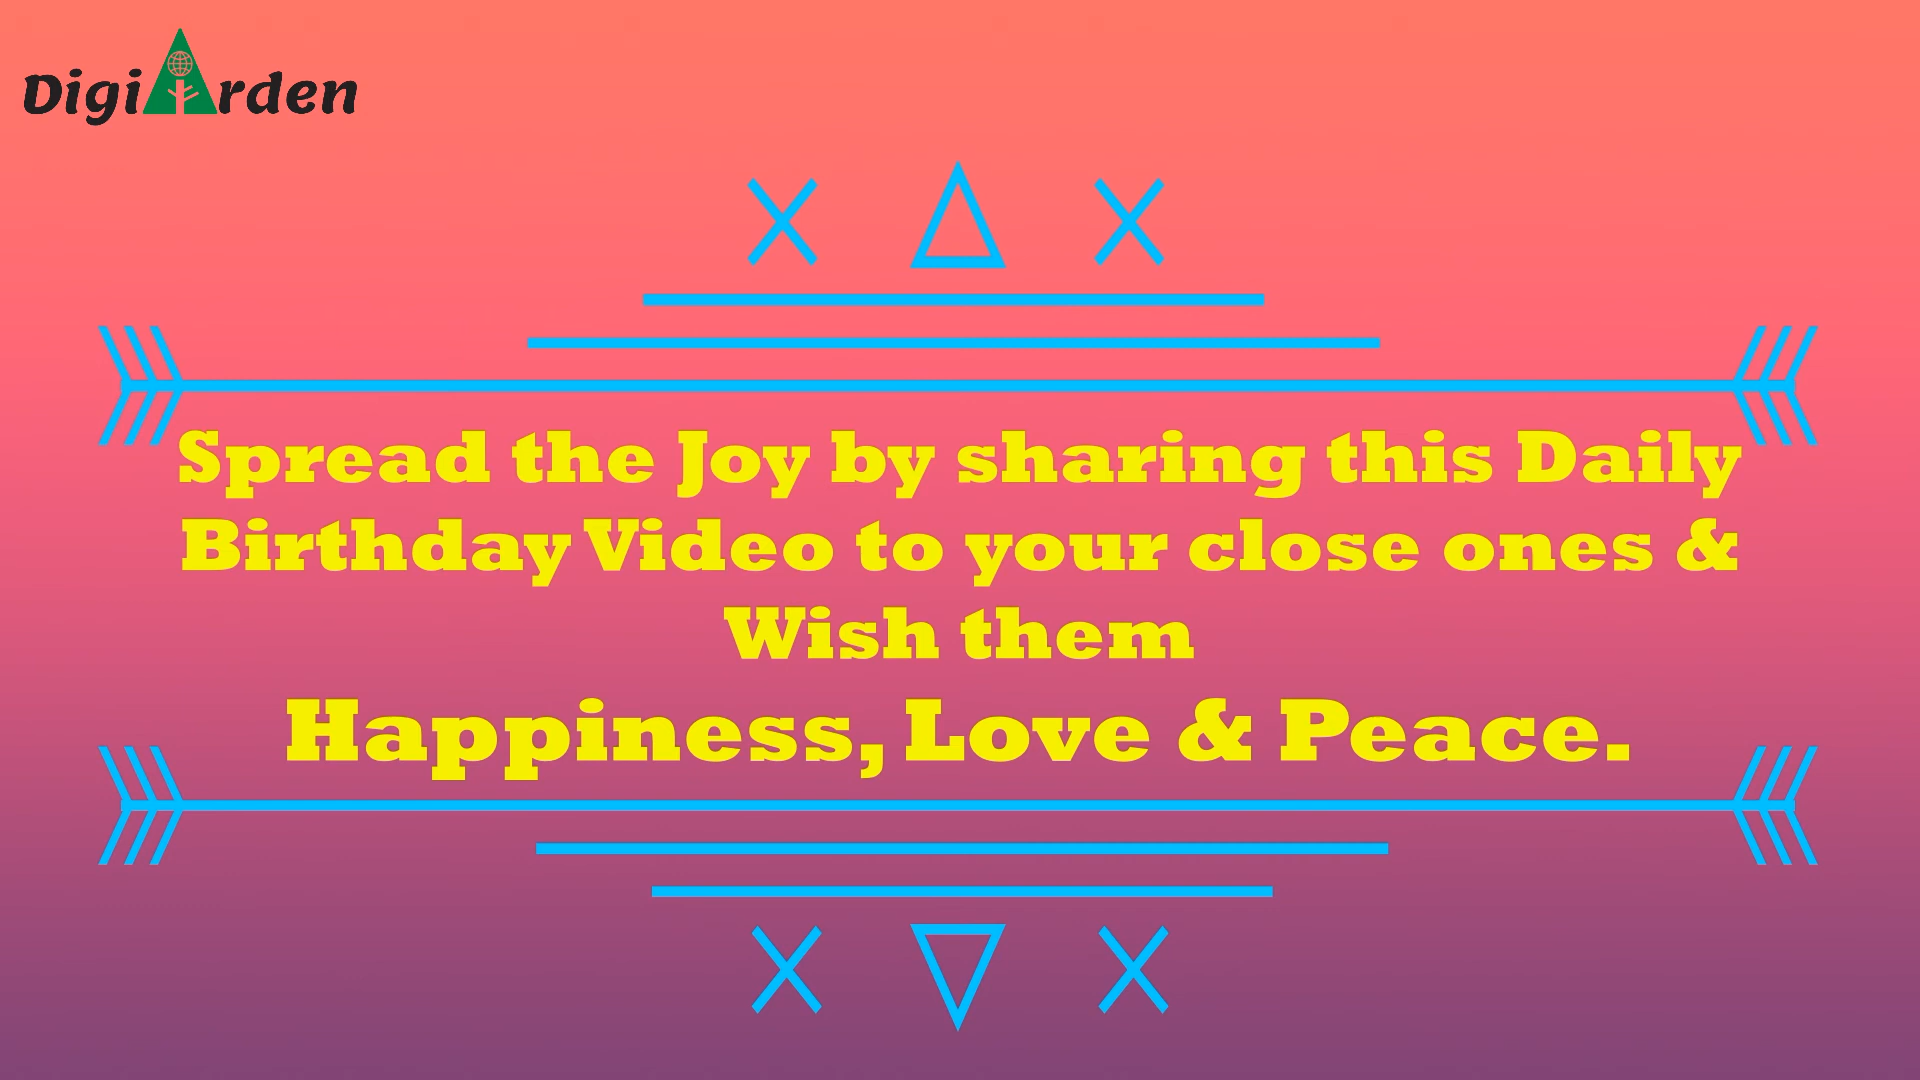 DigiArden
Spread the Joy by sharing this Daily
Birthday Video to your close ones &
Wish them
Happiness, Love & Peace.